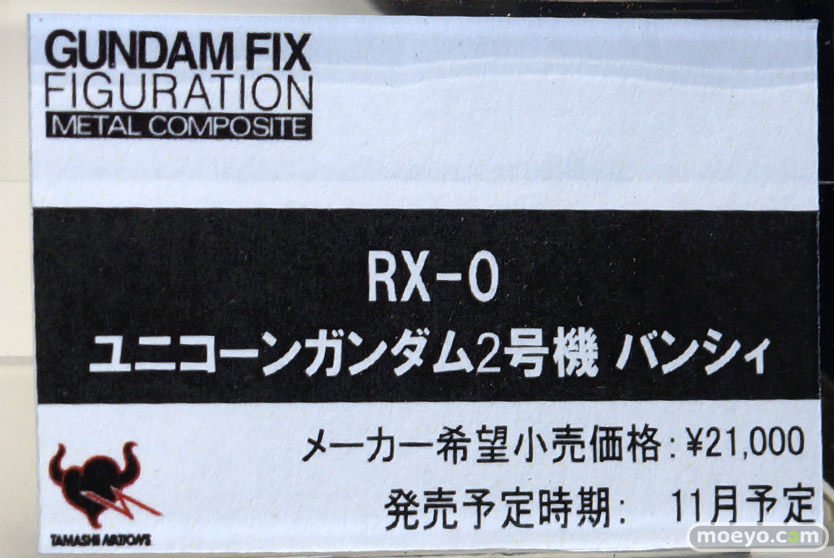 GUNDAM FIX
FIGURATION
METAL COMPOSITE
RX-0
ユニコーンガンダム2号機 バンシィ
メーカー希望小売価格:¥21,000
発売予定時期: 11月予定
TAMASHII NATIONS
moeyo.com